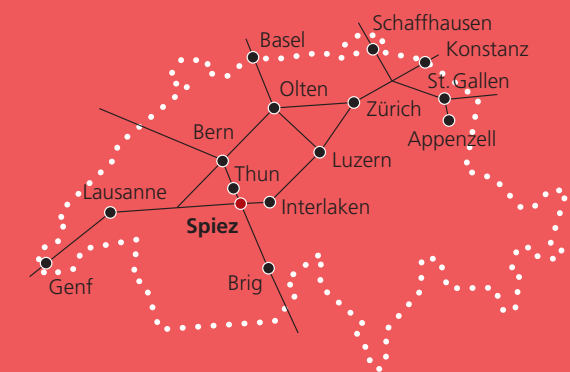 Schaffhausen
Basel
Konstanz
St.Gallen
Olten
Zürich
Bern
Appenzell
Luzern
Thun
Lausanne
Interlaken
Spiez
Brig
Genf